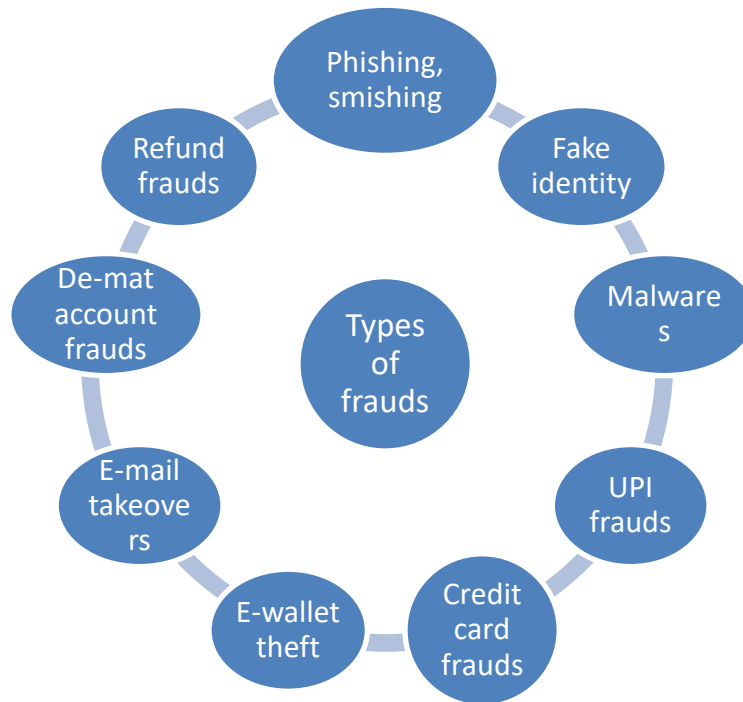 Phishing,
smishing
Fake
identity
Malware
s
UPI
frauds
Credit
card
frauds
E-wallet
theft
E-mail
takeove
rs
De-mat
account
frauds
Refund
frauds
Types
of
frauds